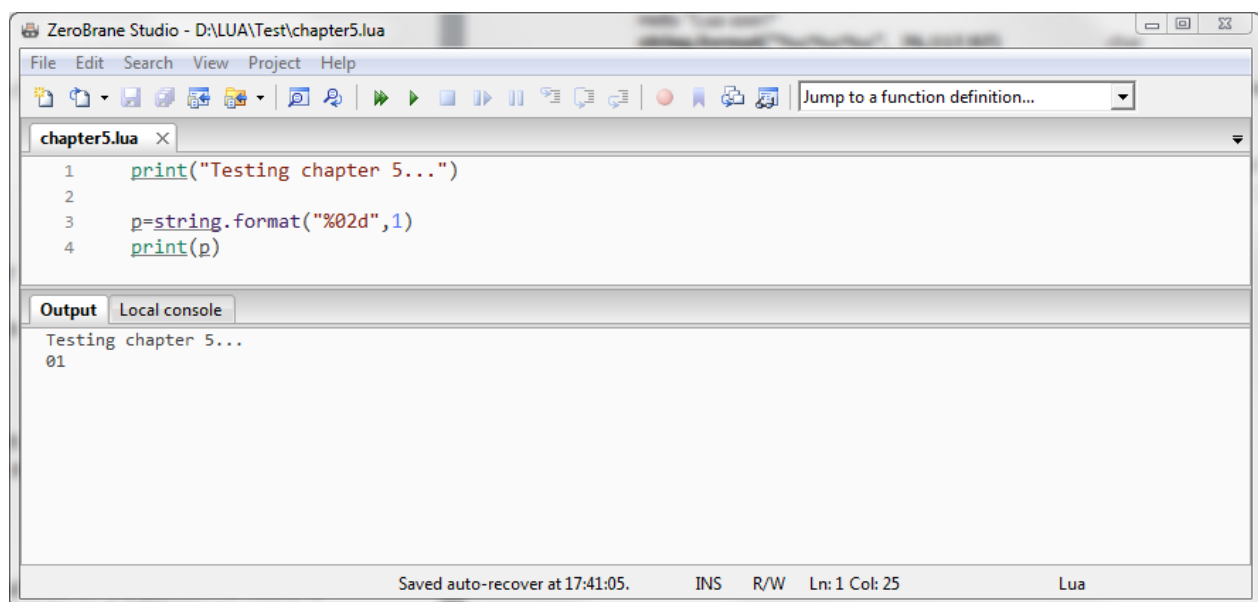 ZeroBrane Studio - D:\LUA\Test\chapter5.lua
File Edit Search View Project Help
Jump to a function definition...
chapter5.lua
1 print("Testing chapter 5...")
2
3 p=string.format("%02d",1)
4 print(p)
Output Local console
Testing chapter 5...
01
Saved auto-recover at 17:41:05. INS R/W Ln: 1 Col: 25 Lua